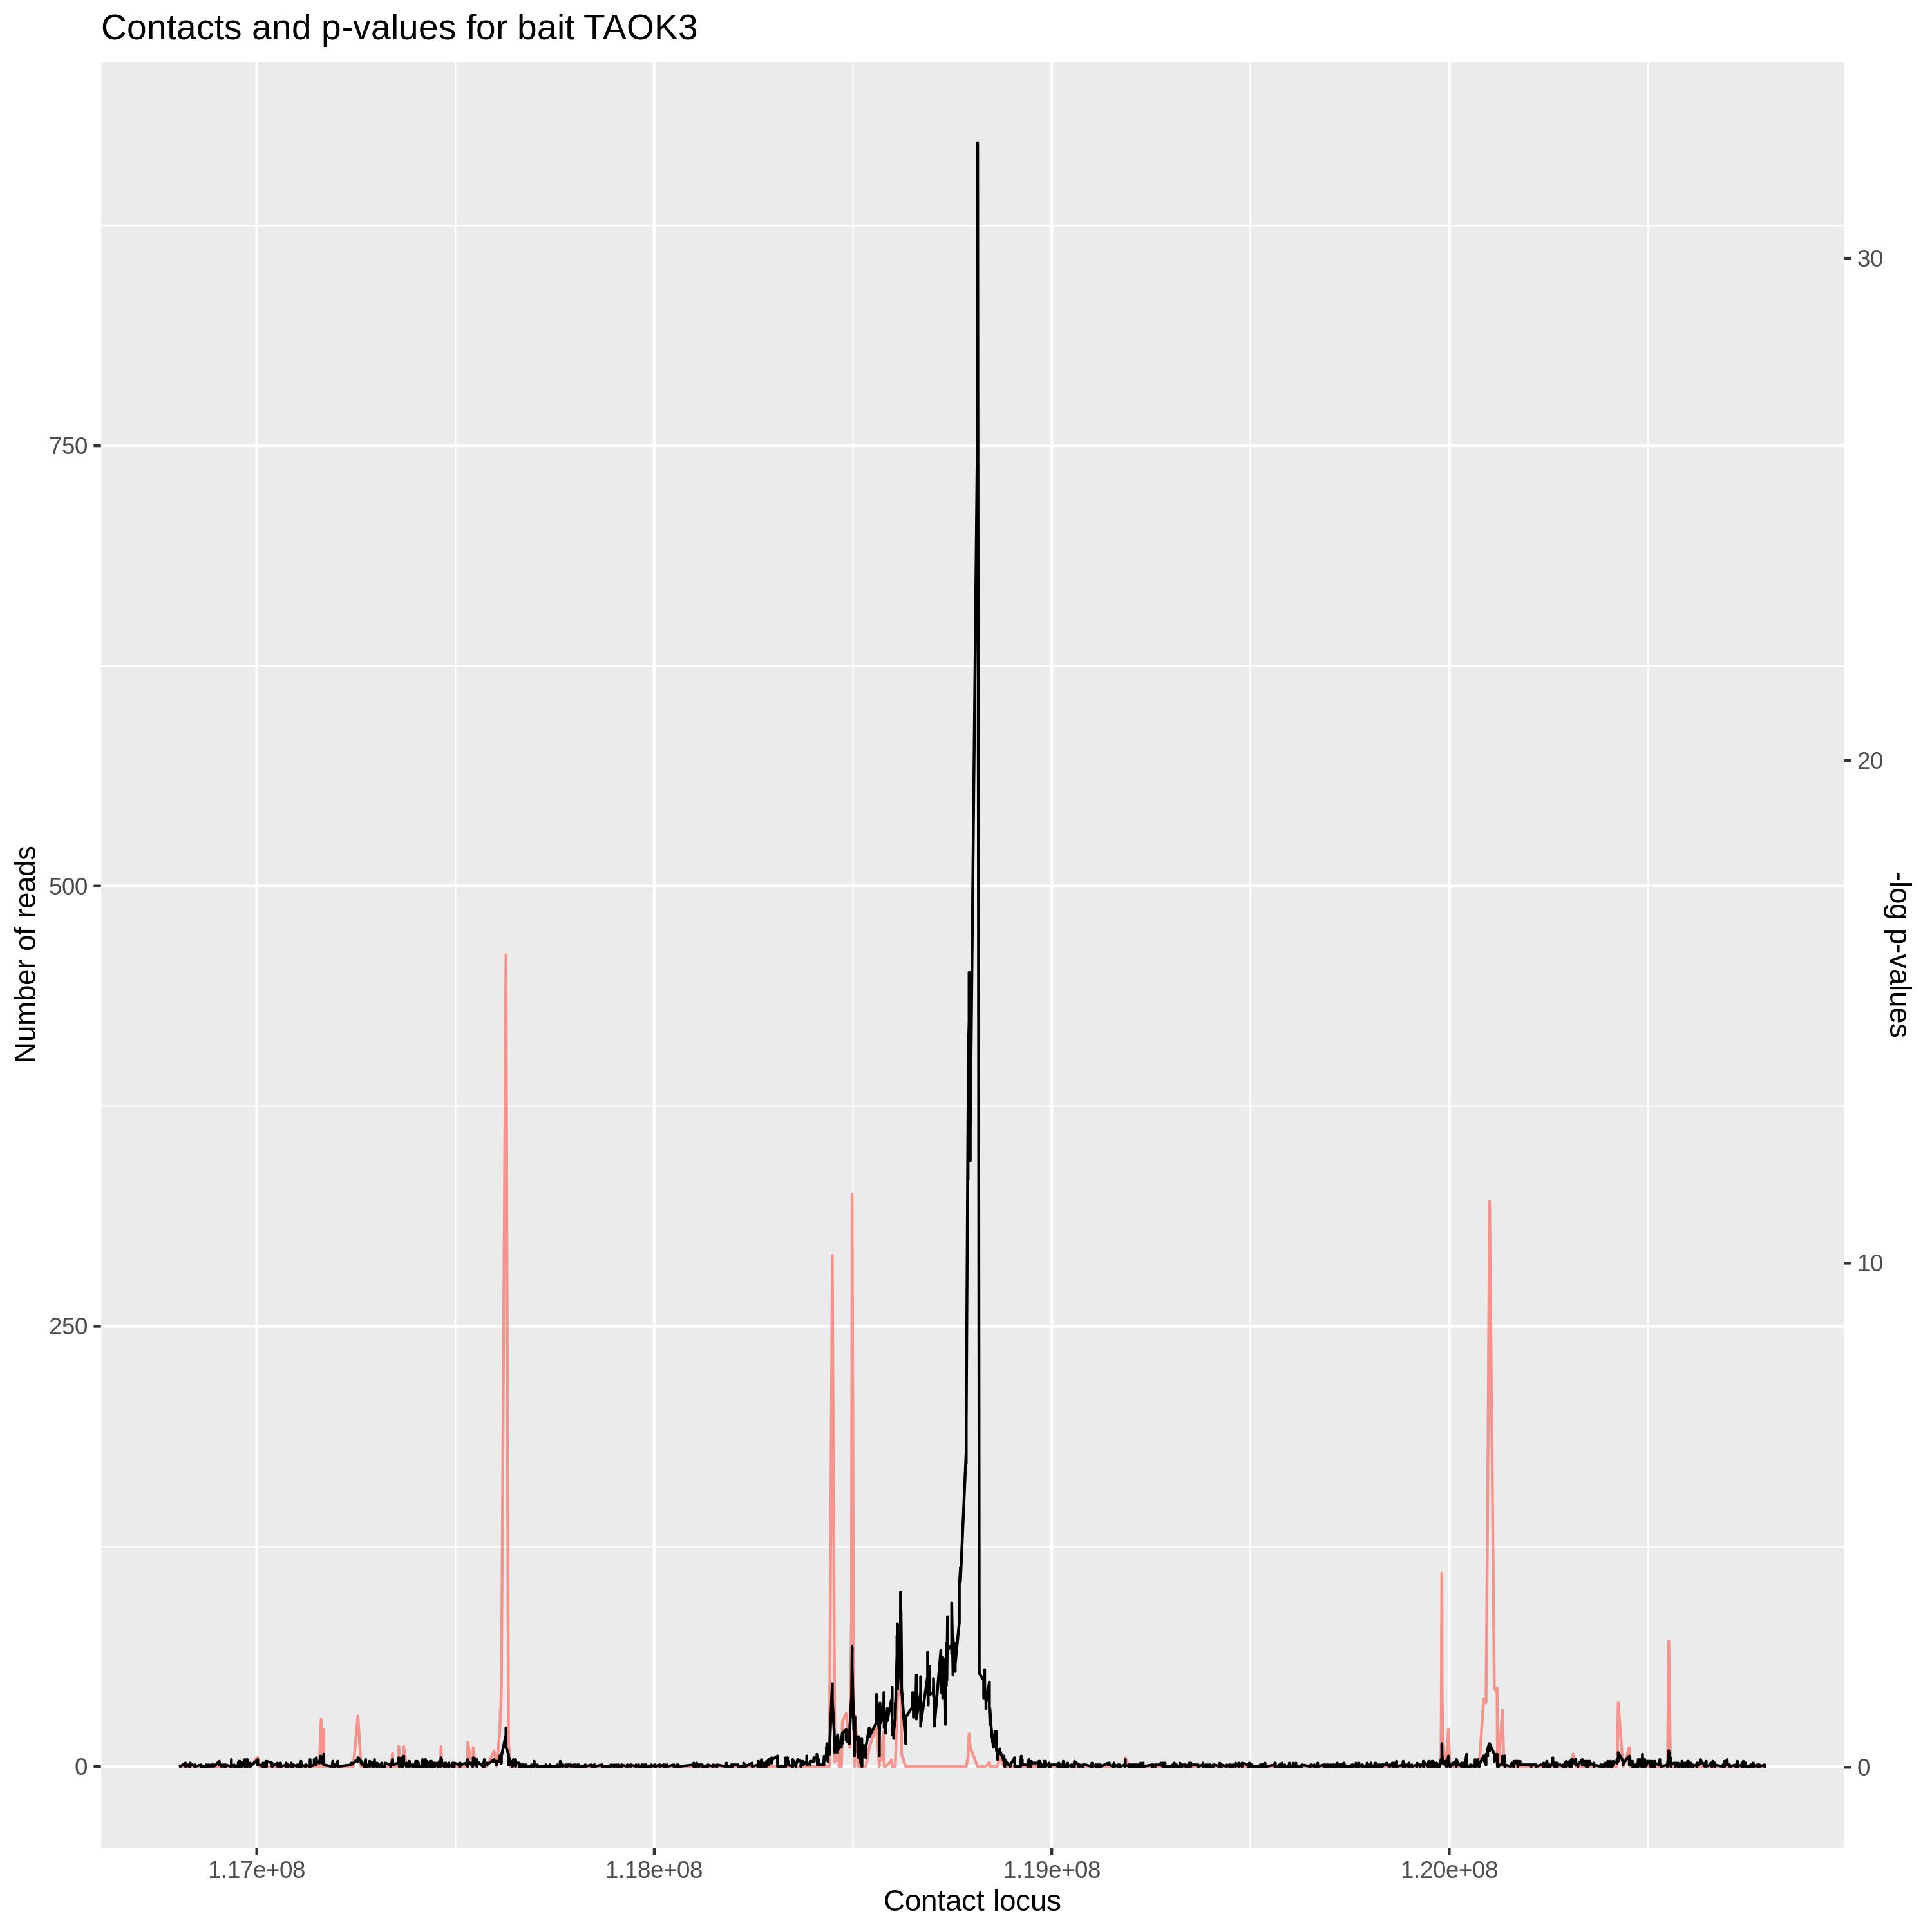 Contacts and p-values for bait TAOK3
Number of reads
750
500
250
0
-log p-values
30
20
10
0
1.17e+08 1.18e+08 1.19e+08 1.20e+08
Contact locus